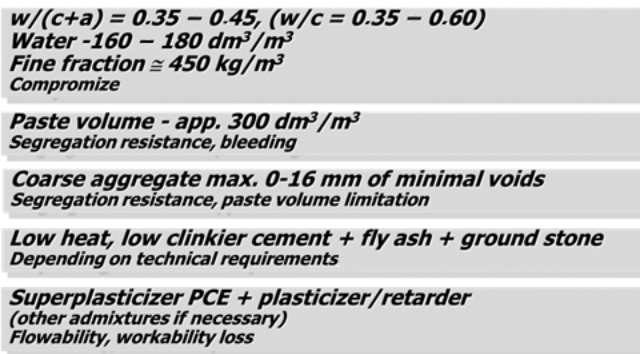 w/(c+a) = 0.35 – 0.45, (w/c = 0.35 – 0.60)
Water -160 – 180 dm³/m³
Fine fraction ≅ 450 kg/m³
Compromize
Paste volume - app. 300 dm³/m³
Segregation resistance, bleeding
Coarse aggregate max. 0-16 mm of minimal voids
Segregation resistance, paste volume limitation
Low heat, low clinkier cement + fly ash + ground stone
Depending on technical requirements
Superplasticizer PCE + plasticizer/retarder
(other admixtures if necessary)
Flowability, workability loss